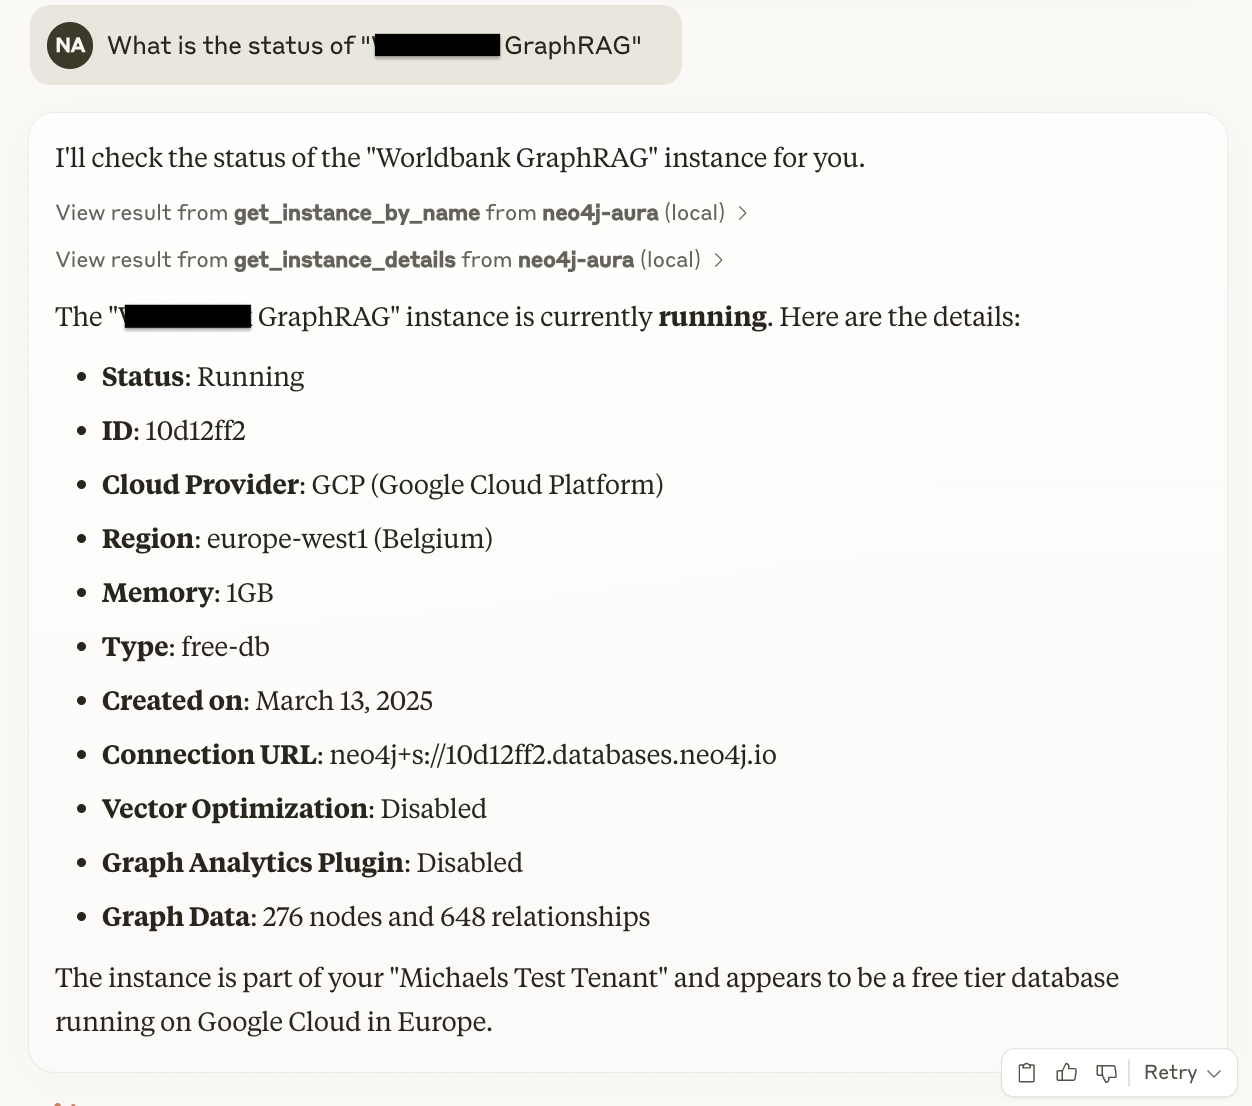 NA What is the status of " GraphRAG"
I'll check the status of the "Worldbank GraphRAG" instance for you.
View result from get_instance_by_name from neo4j-aura (local) >
View result from get_instance_details from neo4j-aura (local) >
The " GraphRAG" instance is currently running. Here are the details:
• Status: Running
• ID: 10d12ff2
• Cloud Provider: GCP (Google Cloud Platform)
• Region: europe-west1 (Belgium)
• Memory: 1GB
• Type: free-db
• Created on: March 13, 2025
• Connection URL: neo4j+s://10d12ff2.databases.neo4j.io
• Vector Optimization: Disabled
• Graph Analytics Plugin: Disabled
• Graph Data: 276 nodes and 648 relationships
The instance is part of your "Michaels Test Tenant" and appears to be a free tier database
running on Google Cloud in Europe.
Retry